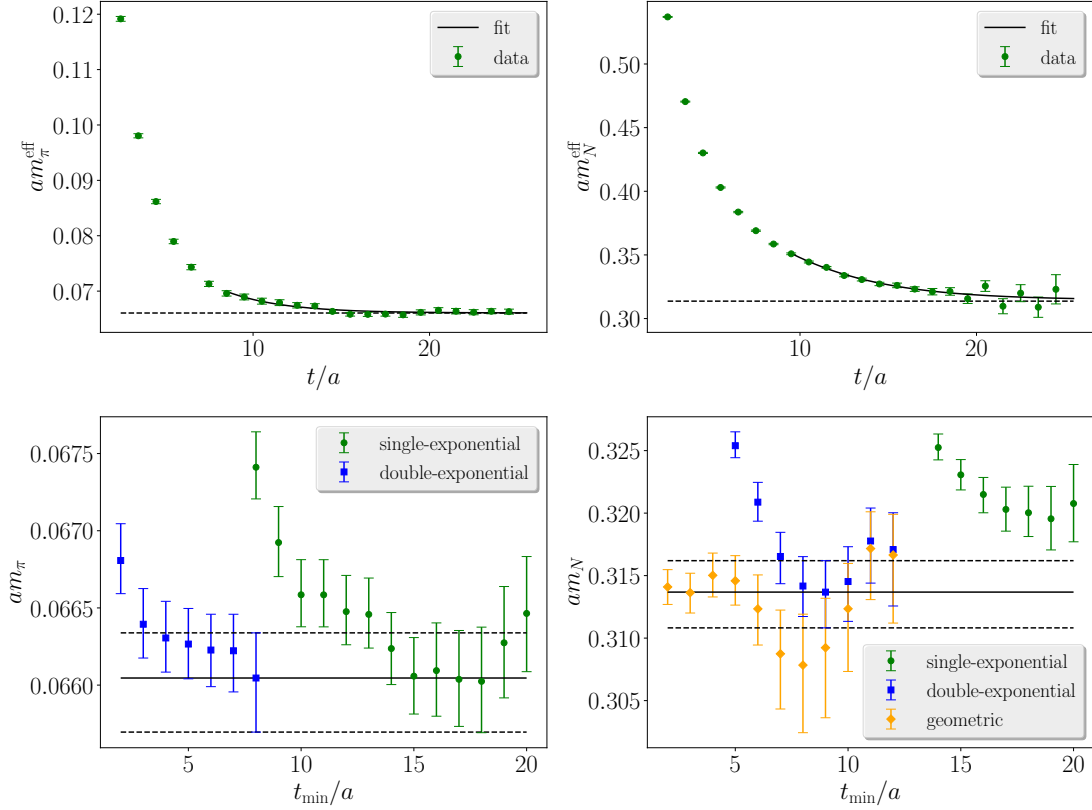 0.12
0.11
0.10
0.09
0.08
0.07
am_π^eff
10
20
t/a
fit
data
0.50
0.45
0.40
0.35
0.30
am_N^eff
10
20
t/a
fit
data
0.0675
0.0670
0.0665
0.0660
am_π
5
10
15
20
t_min/a
single-exponential
double-exponential
0.325
0.320
0.315
0.310
0.305
am_N
5
10
15
20
t_min/a
single-exponential
double-exponential
geometric